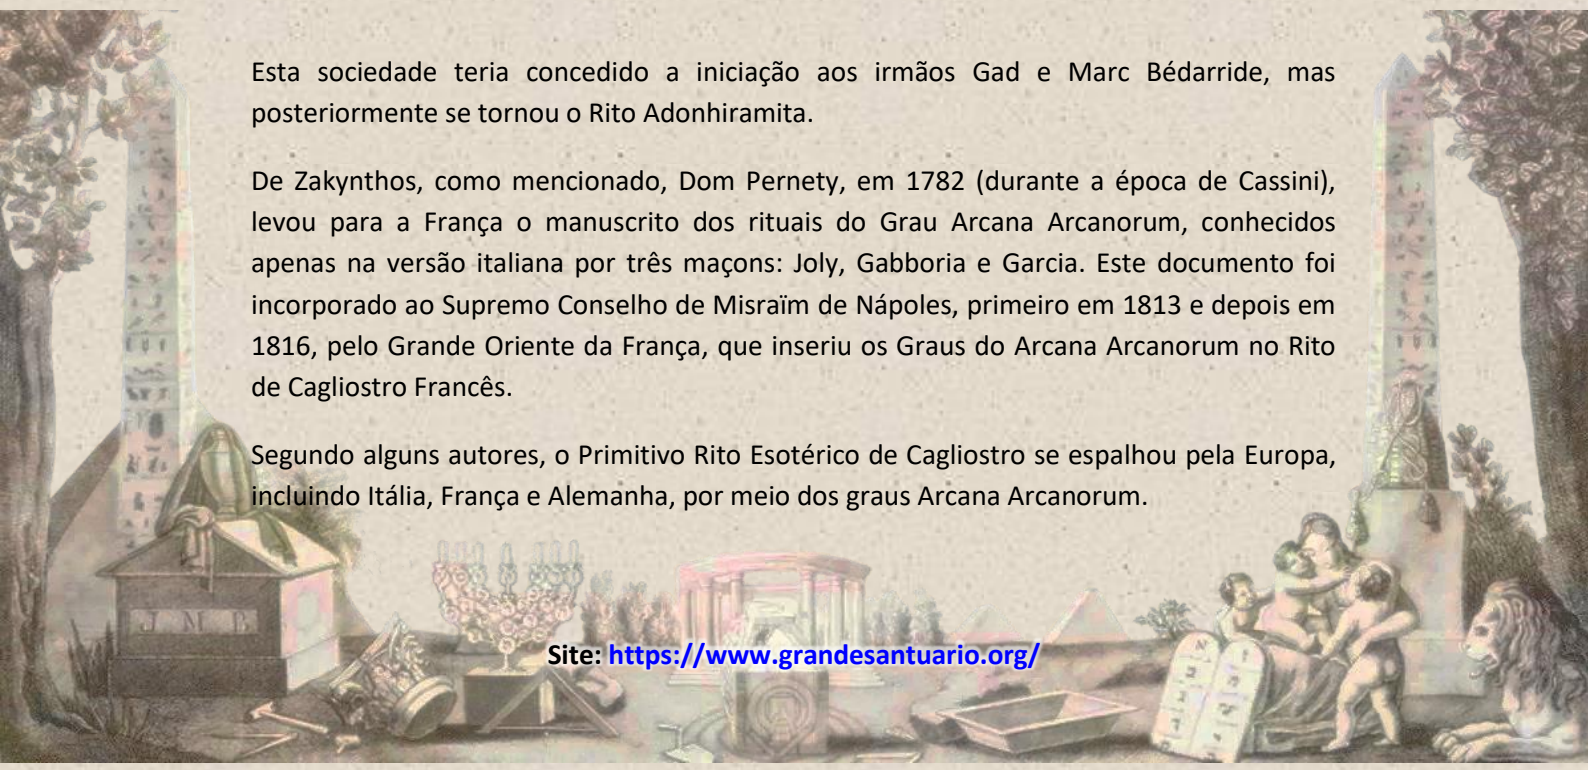 Esta sociedade teria concedido a iniciação aos irmãos Gad e Marc Bédarride, mas
posteriormente se tornou o Rito Adonhiramita.
De Zakynthos, como mencionado, Dom Pernety, em 1782 (durante a época de Cassini),
levou para a França o manuscrito dos rituais do Grau Arcana Arcanorum, conhecidos
apenas na versão italiana por três maçons: Joly, Gabboria e Garcia. Este documento foi
incorporado ao Supremo Conselho de Misraïm de Nápoles, primeiro em 1813 e depois em
1816, pelo Grande Oriente da França, que inseriu os Graus do Arcana Arcanorum no Rito
de Cagliostro Francês.
Segundo alguns autores, o Primitivo Rito Esotérico de Cagliostro se espalhou pela Europa,
incluindo Itália, França e Alemanha, por meio dos graus Arcana Arcanorum.
J M B
Site: https://www.grandesantuario.org/